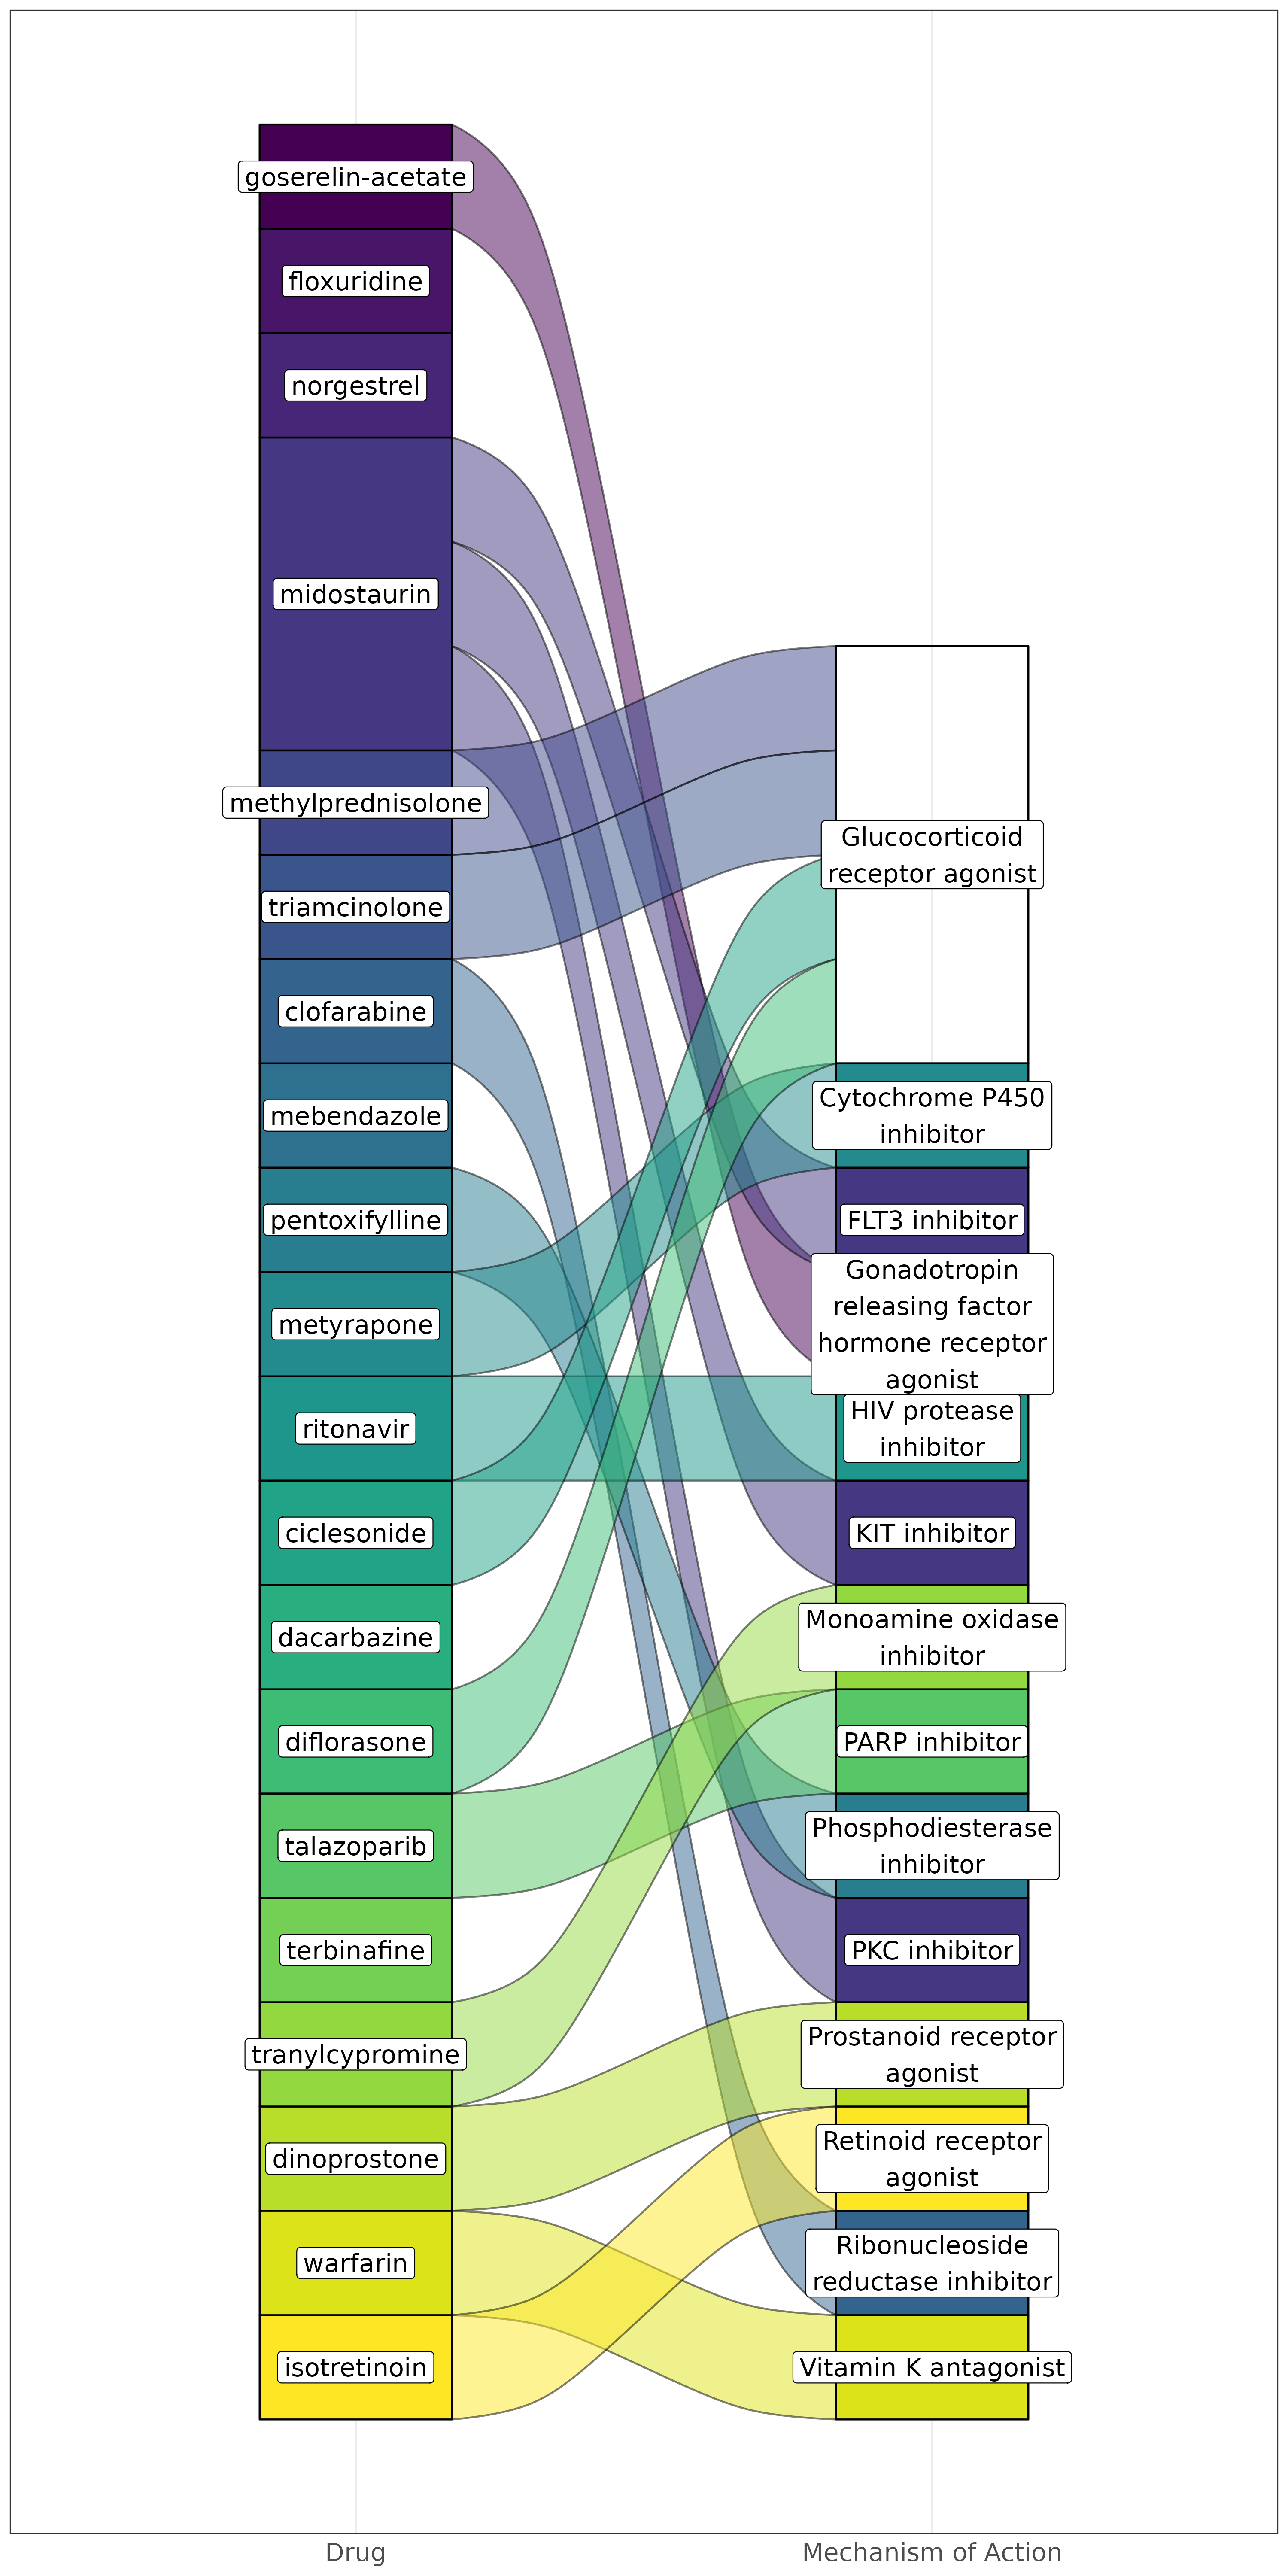 goserelin-acetate
floxuridine
norgestrel
midostaurin
methylprednisolone
triamcinolone
clofarabine
mebendazole
pentoxifylline
metyrapone
ritonavir
ciclesonide
dacarbazine
diflorasone
talazoparib
terbinafine
tranylcypromine
dinoprostone
warfarin
isotretinoin
Glucocorticoid
receptor agonist
Cytochrome P450
inhibitor
FLT3 inhibitor
Gonadotropin
releasing factor
hormone receptor
agonist
HIV protease
inhibitor
KIT inhibitor
Monoamine oxidase
inhibitor
PARP inhibitor
Phosphodiesterase
inhibitor
PKC inhibitor
Prostanoid receptor
agonist
Retinoid receptor
agonist
Ribonucleoside
reductase inhibitor
Vitamin K antagonist
Drug
Mechanism of Action